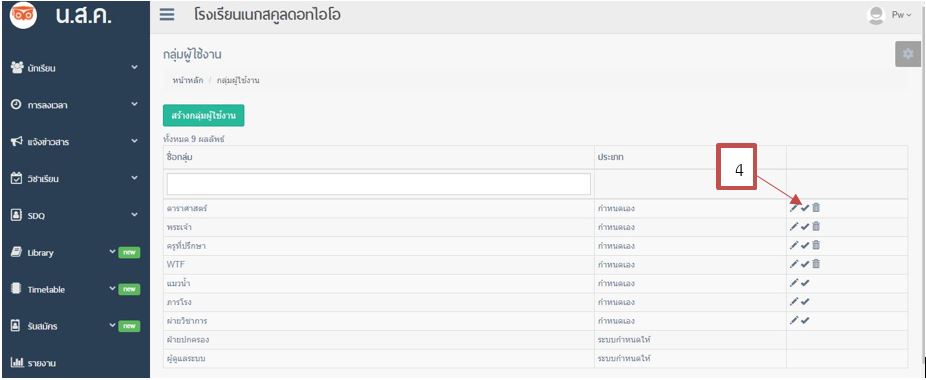 น.ส.ค.
โรงเรียนเนกสคูลดอทไอโอ
Pw
นักเรียน
การลงเวลา
แจ้งข่าวสาร
วิชาเรียน
SDQ
Library new
Timetable new
รับสมัคร new
รายงาน
กลุ่มผู้ใช้งาน
หน้าหลัก / กลุ่มผู้ใช้งาน
สร้างกลุ่มผู้ใช้งาน
ทั้งหมด 9 ผลลัพธ์
ชื่อกลุ่ม ประเภท
4
ดาราศาสตร์ กำหนดเอง
พระเจ้า กำหนดเอง
ครูที่ปรึกษา กำหนดเอง
WTF กำหนดเอง
แมวน้ำ กำหนดเอง
ภารโรง กำหนดเอง
ฝ่ายวิชาการ กำหนดเอง
ฝ่ายปกครอง ระบบกำหนดให้
ผู้ดูแลระบบ ระบบกำหนดให้